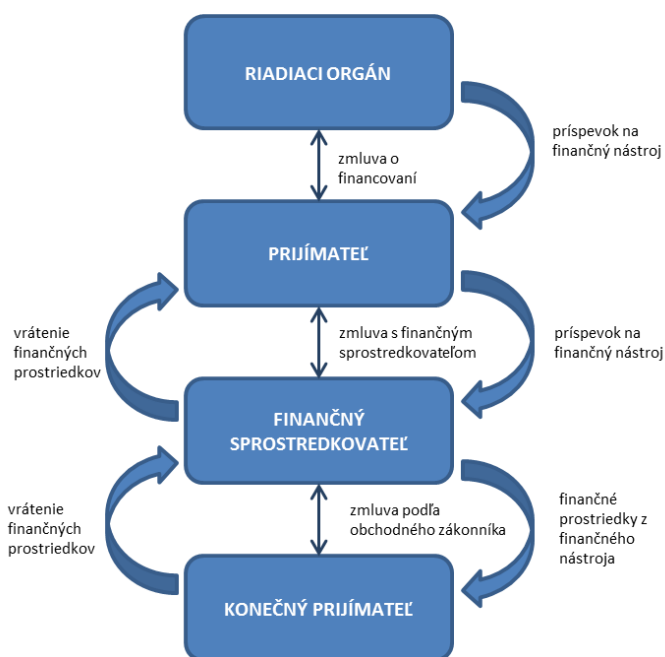 RIADIACI ORGÁN
príspevok na
finančný nástroj
zmluva o
financovaní
PRIJÍMATEĽ
vrátenie
finančných
prostriedkov
zmluva s finančným
sprostredkovateľom
príspevok na
finančný nástroj
FINANČNÝ
SPROSTREDKOVATEĽ
vrátenie
finančných
prostriedkov
zmluva podľa
obchodného zákonníka
finančné
prostriedky z
finančného
nástroja
KONEČNÝ PRIJÍMATEĽ